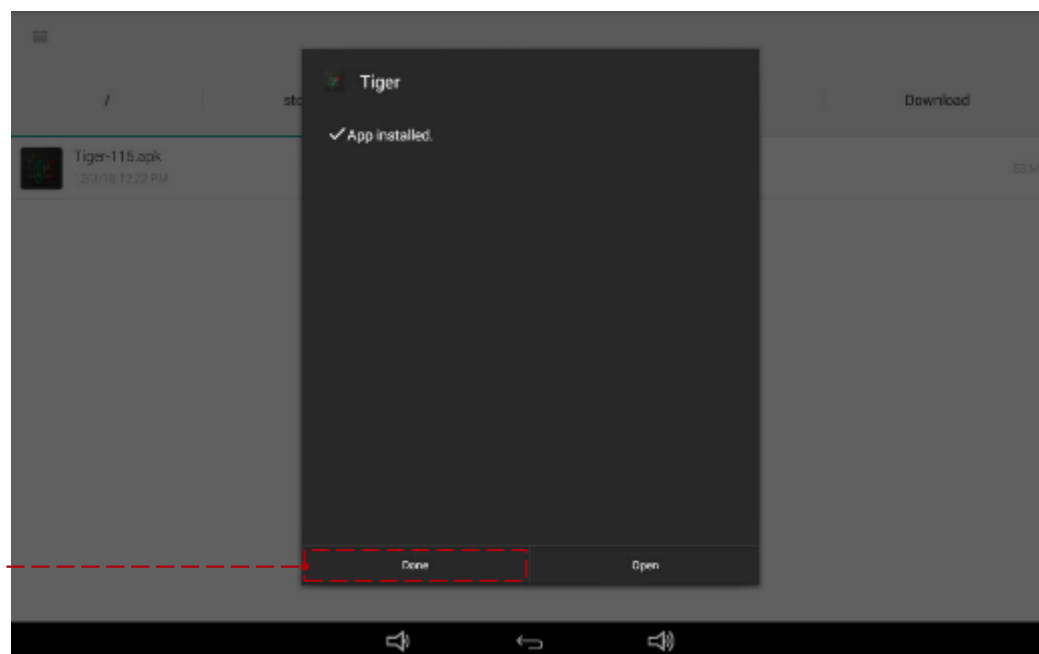 Tiger
/
Download
App installed.
Tiger-115.apk
Done
Open